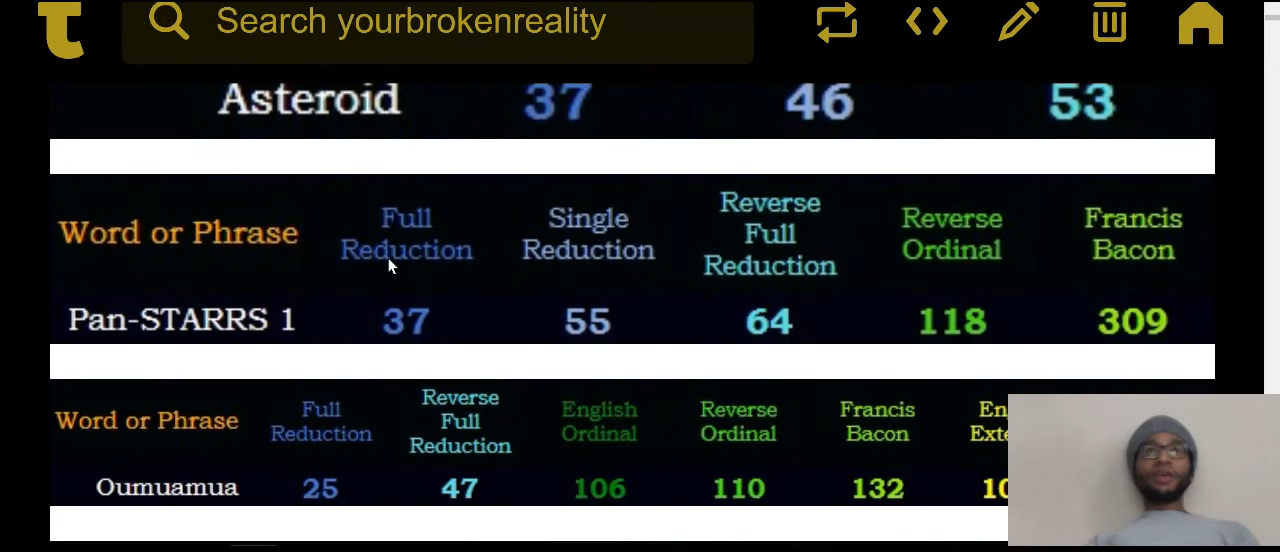 t Search yourbrokenreality
Asteroid 37 46 53
Word or Phrase Full Reduction Single Reduction Reverse Full Reduction Reverse Ordinal Francis Bacon
Pan-STARRS 1 37 55 64 118 309
Word or Phrase Full Reduction Reverse Full Reduction English Ordinal Reverse Ordinal Francis Bacon
Oumuamua 25 47 106 110 132